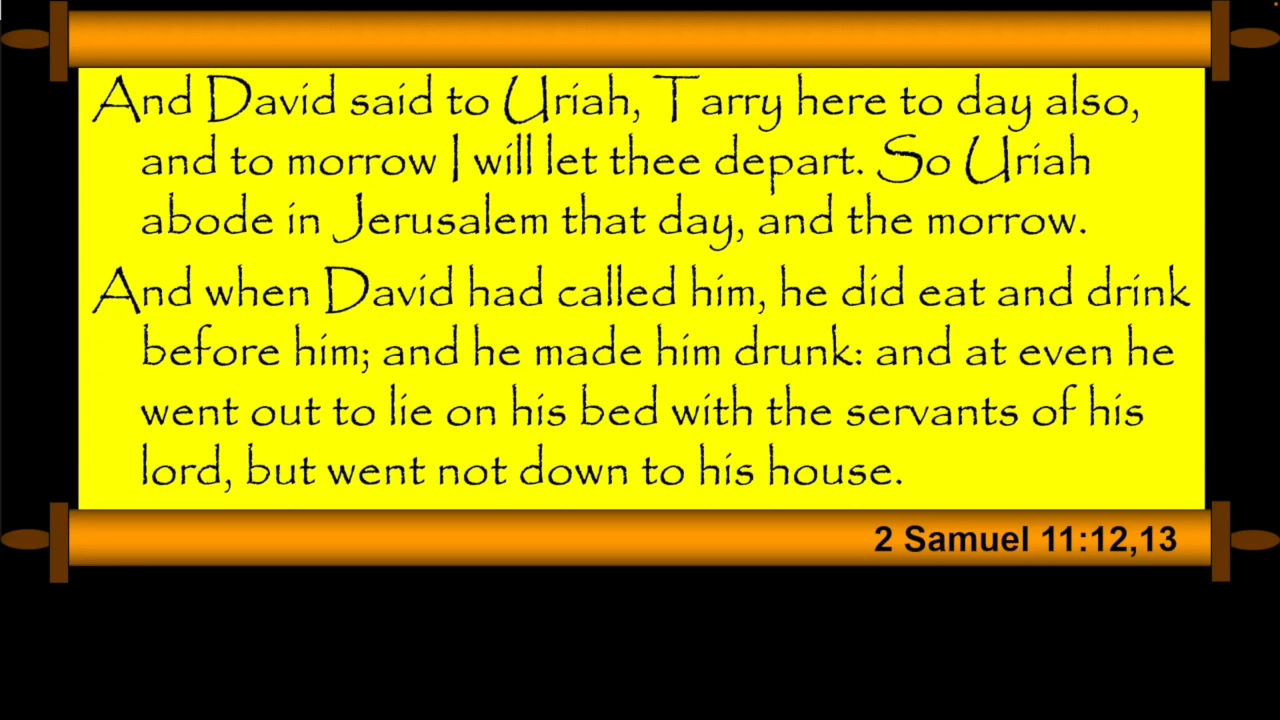 And David said to Uriah, Tarry here to day also,
and to morrow I will let thee depart. So Uriah
abode in Jerusalem that day, and the morrow.
And when David had called him, he did eat and drink
before him; and he made him drunk: and at even he
went out to lie on his bed with the servants of his
lord, but went not down to his house.
2 Samuel 11:12,13